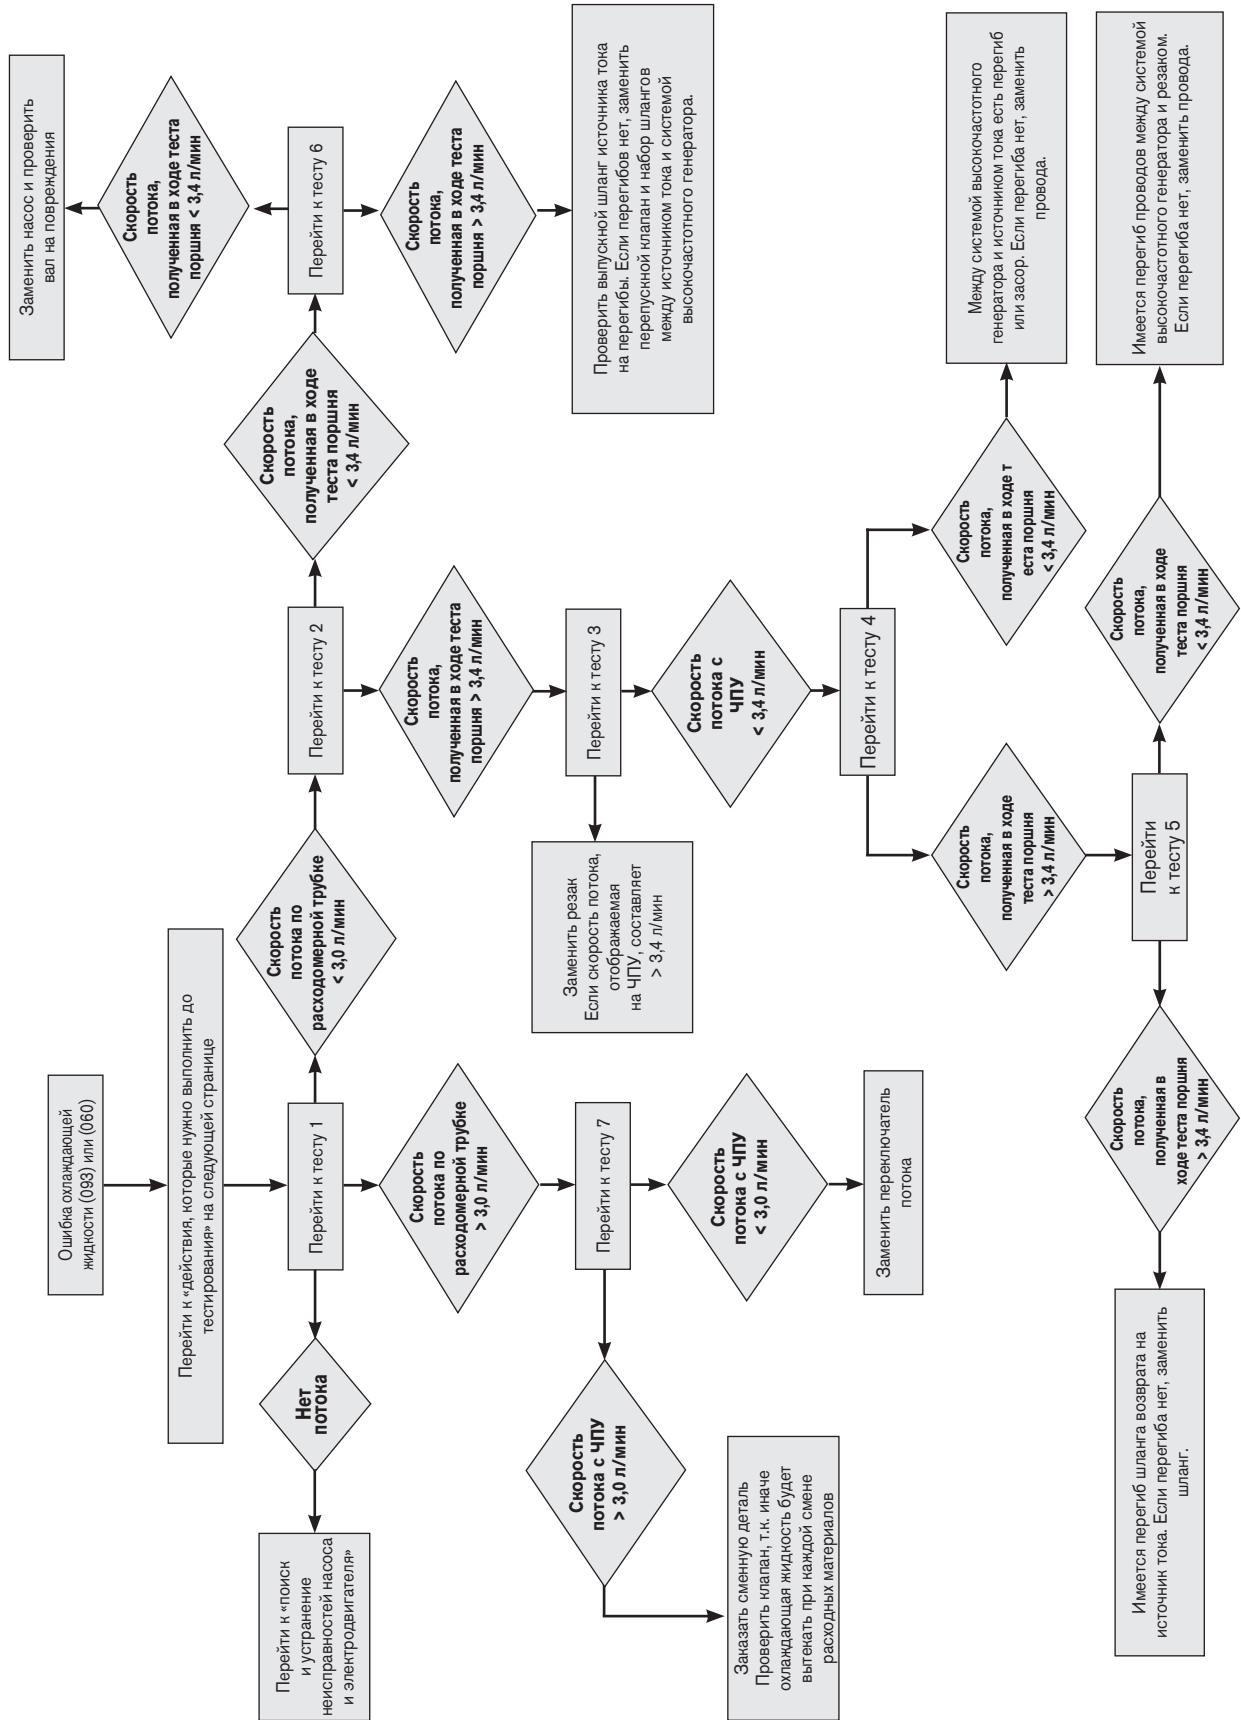 Ошибка охлаждающей
жидкости (093) или (060)
Перейти к «действия, которые нужно выполнить до
тестирования» на следующей странице
Перейти к тесту 1
Нет
потока
Перейти к «поиск
и устранение
неисправностей насоса
и электродвигателя»
Скорость
потока по
расходомерной трубке
< 3,0 л/мин
Перейти к тесту 2
Скорость
потока,
полученная в ходе
теста поршня
< 3,4 л/мин
Перейти к тесту 6
Скорость
потока,
полученная в ходе теста
поршня < 3,4 л/мин
Заменить насос и проверить
вал на повреждения
Скорость
потока,
полученная в ходе теста
поршня > 3,4 л/мин
Проверить выпускной шланг источника тока
на перегибы. Если перегибов нет, заменить
перепускной клапан и набор шлангов
между источником тока и системой
высокочастотного генератора.
Скорость
потока по
расходомерной трубке
> 3,0 л/мин
Перейти к тесту 7
Скорость
потока с ЧПУ
> 3,0 л/мин
Заказать сменную деталь
Проверить клапан, т.к. иначе
охлаждающая жидкость будет
вытекать при каждой смене
расходных материалов
Скорость
потока с ЧПУ
< 3,0 л/мин
Заменить переключатель
потока
Скорость
потока,
полученная в ходе теста
поршня > 3,4 л/мин
Перейти к тесту 3
Заменить резак
Если скорость потока,
отображаемая
на ЧПУ, составляет
> 3,4 л/мин
Скорость
потока с
ЧПУ
< 3,4 л/мин
Перейти к тесту 4
Скорость
потока,
полученная в ходе т
еста поршня
< 3,4 л/мин
Между системой высокочастотного
генератора и источником тока есть перегиб
или засор. Если перегиба нет, заменить
провода.
Скорость
потока,
полученная в ходе
теста поршня
> 3,4 л/мин
Перейти
к тесту 5
Скорость
потока,
полученная в ходе
теста поршня
< 3,4 л/мин
Имеется перегиб проводов между системой
высокочастотного генератора и резаком.
Если перегиба нет, заменить провода.
Скорость
потока,
полученная в
ходе теста поршня
> 3,4 л/мин
Имеется перегиб шланга возврата на
источник тока. Если перегиба нет, заменить
шланг.